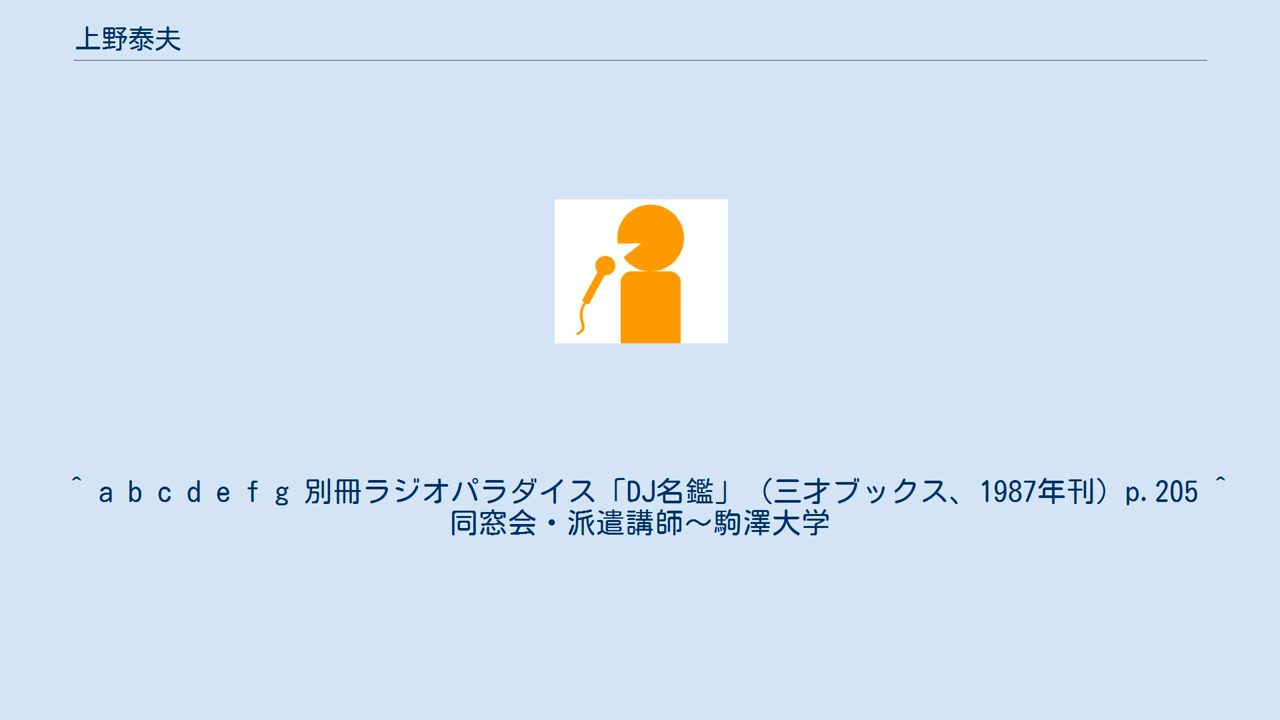 上野泰夫
^ a b c d e f g 別冊ラジオパラダイス「DJ名鑑」（三才ブックス、1987年刊）p.205 ^
同窓会・派遣講師～駒澤大学